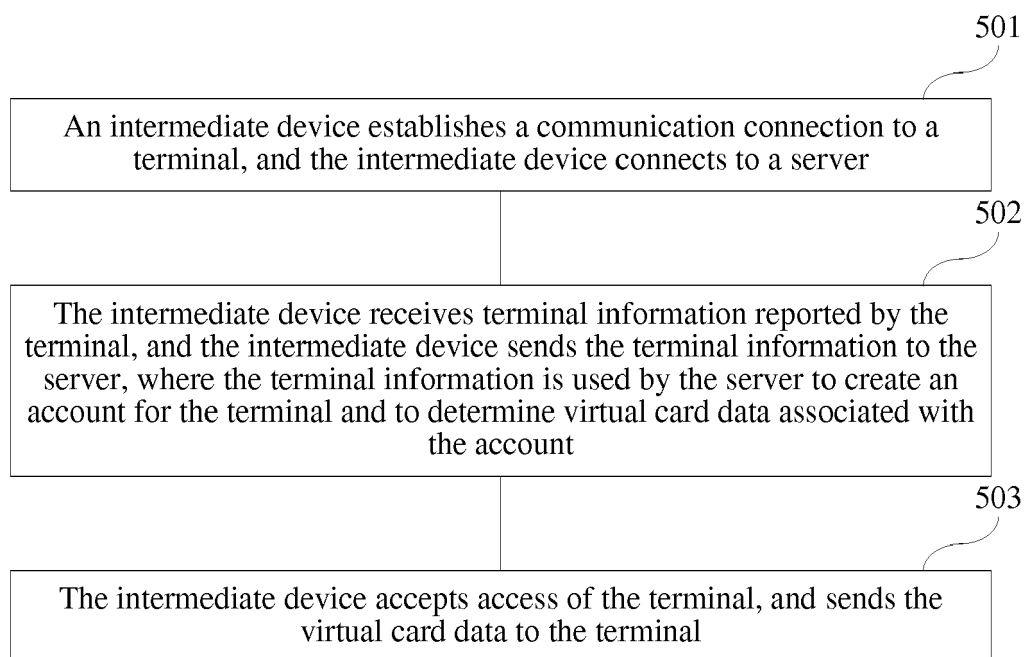 501
An intermediate device establishes a communication connection to a
terminal, and the intermediate device connects to a server
502
The intermediate device receives terminal information reported by the
terminal, and the intermediate device sends the terminal information to the
server, where the terminal information is used by the server to create an
account for the terminal and to determine virtual card data associated with
the account
503
The intermediate device accepts access of the terminal, and sends the
virtual card data to the terminal